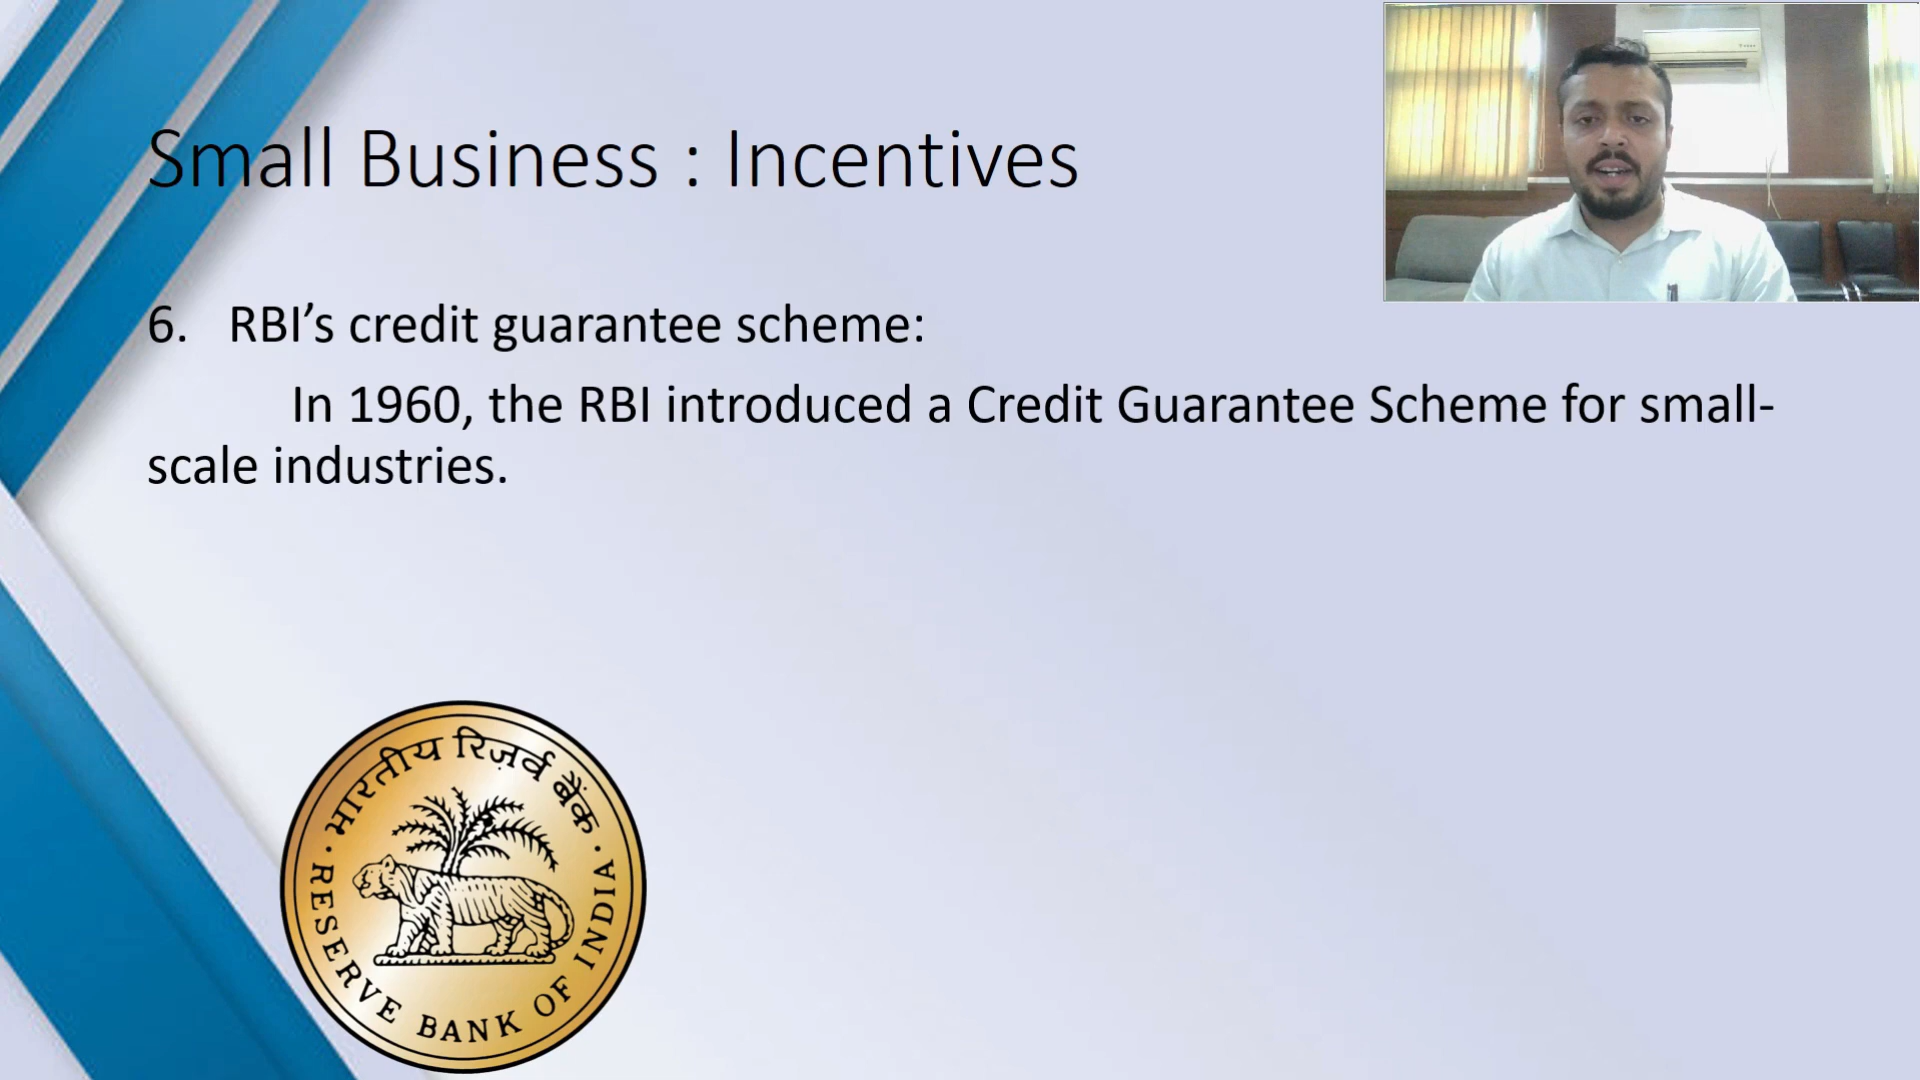 Small Business : Incentives
6. RBI’s credit guarantee scheme:
In 1960, the RBI introduced a Credit Guarantee Scheme for small-
scale industries.
भारतीय रिज़र्व बैंक
RESERVE BANK OF INDIA